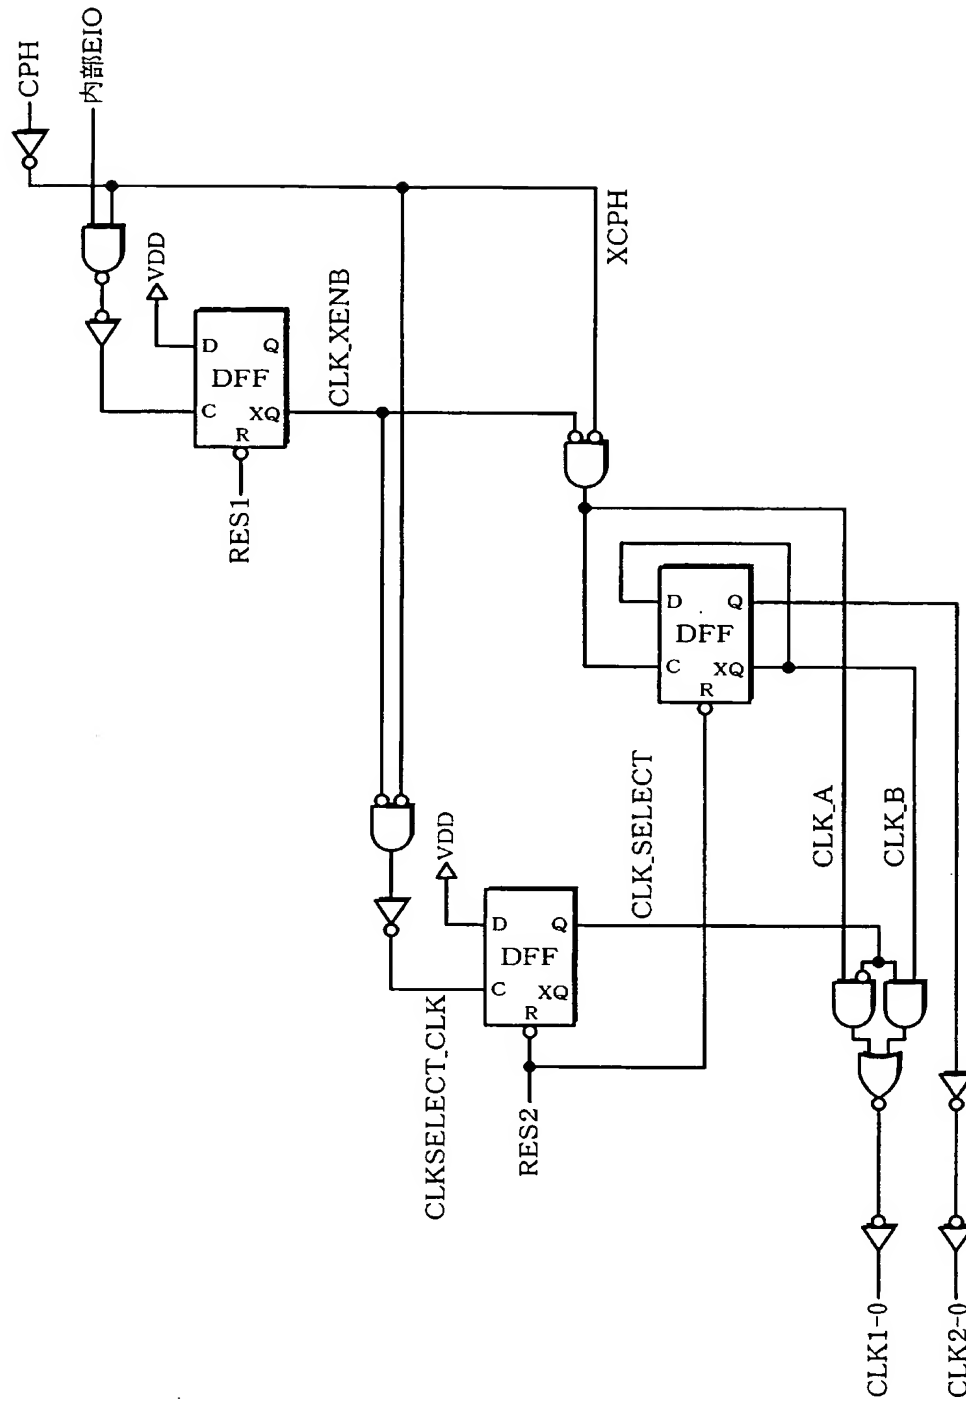 CPH
内部EIO
VDD
D
Q
DFF
C
XQ
R
RES1
CLK_XENB
XCPH
D
Q
DFF
C
XQ
R
CLK_SELECT
VDD
D
Q
DFF
C
XQ
R
CLKSELECT_CLK
RES2
CLK_A
CLK_B
CLK1-0
CLK2-0